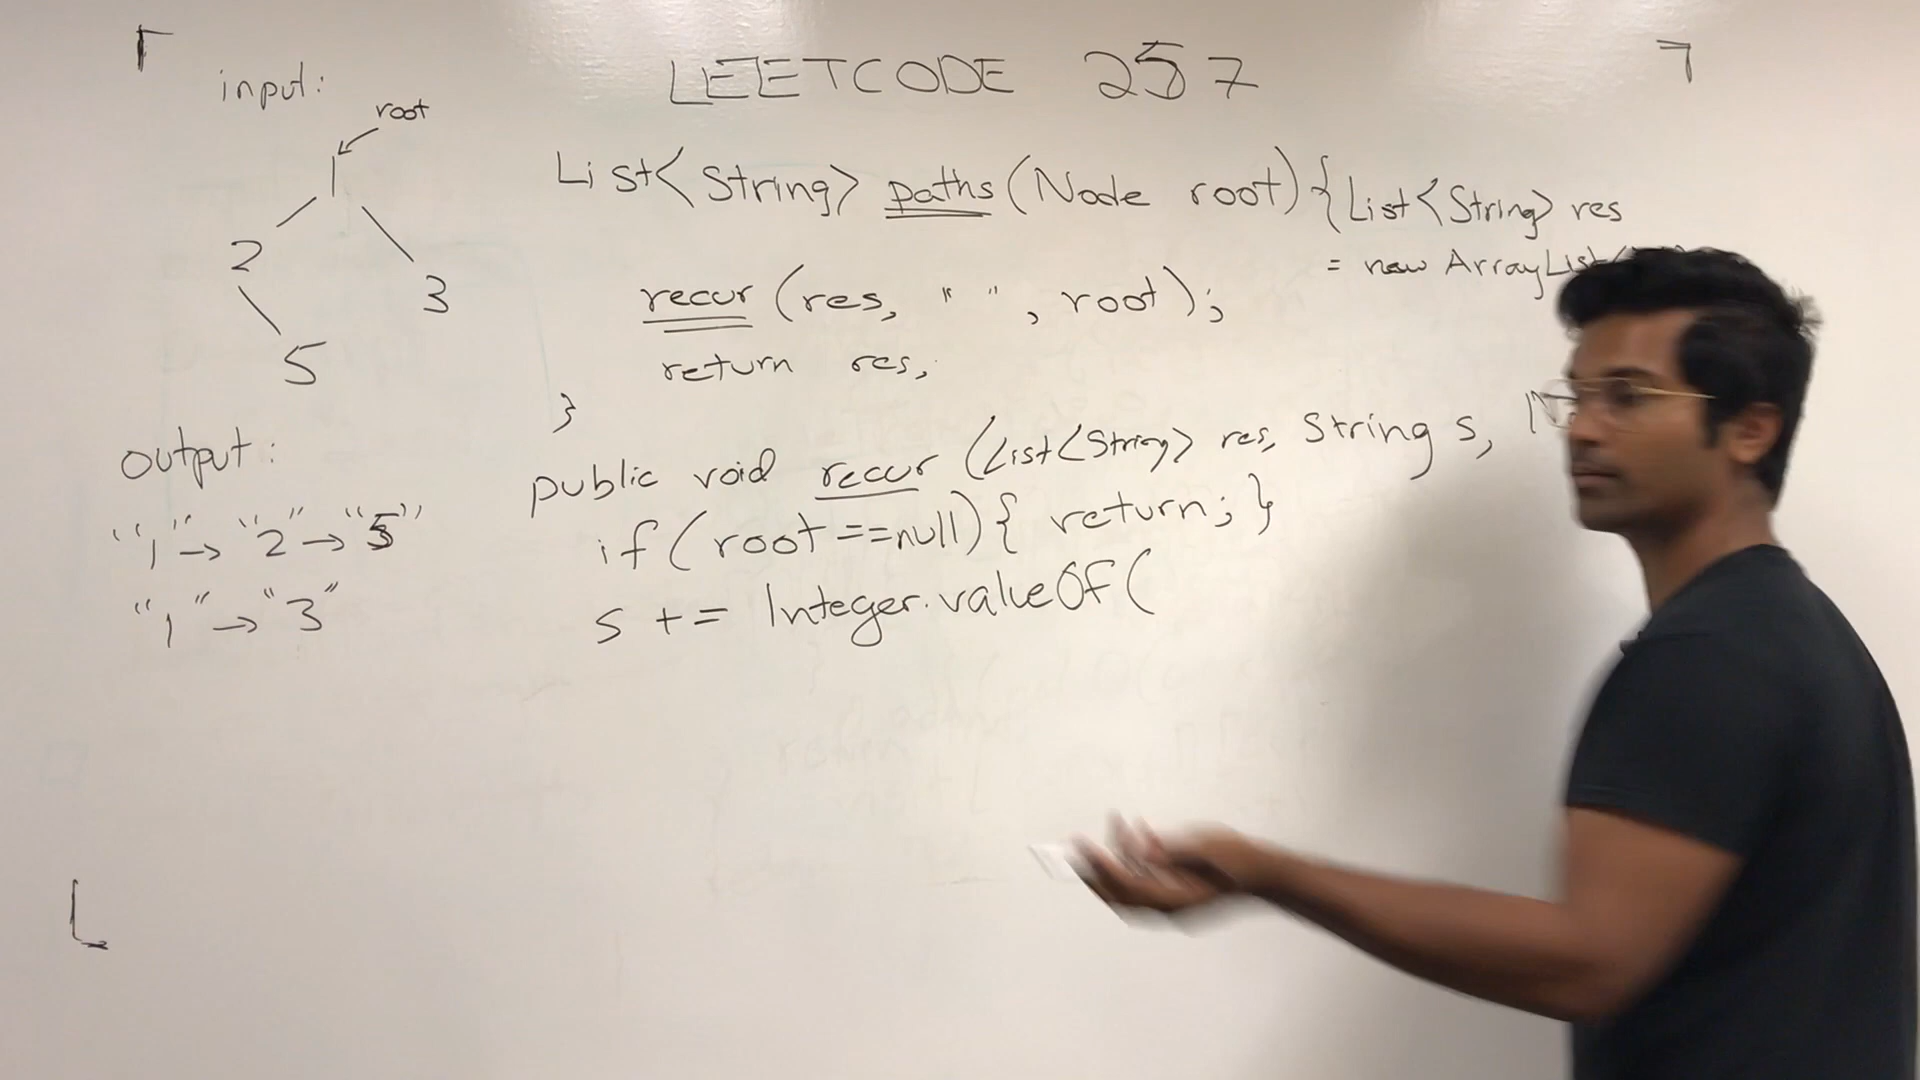 LEETCODE 257
input:
root
1
2
3
5
output:
"1" → "2" → "5"
"1" → "3"
List<String> paths (Node root) { List<String> res
= new ArrayList
recur (res, " ", root);
return res;
}
public void recur (List<String> res, String s,
if (root == null) { return; }
s += Integer.valueOf(